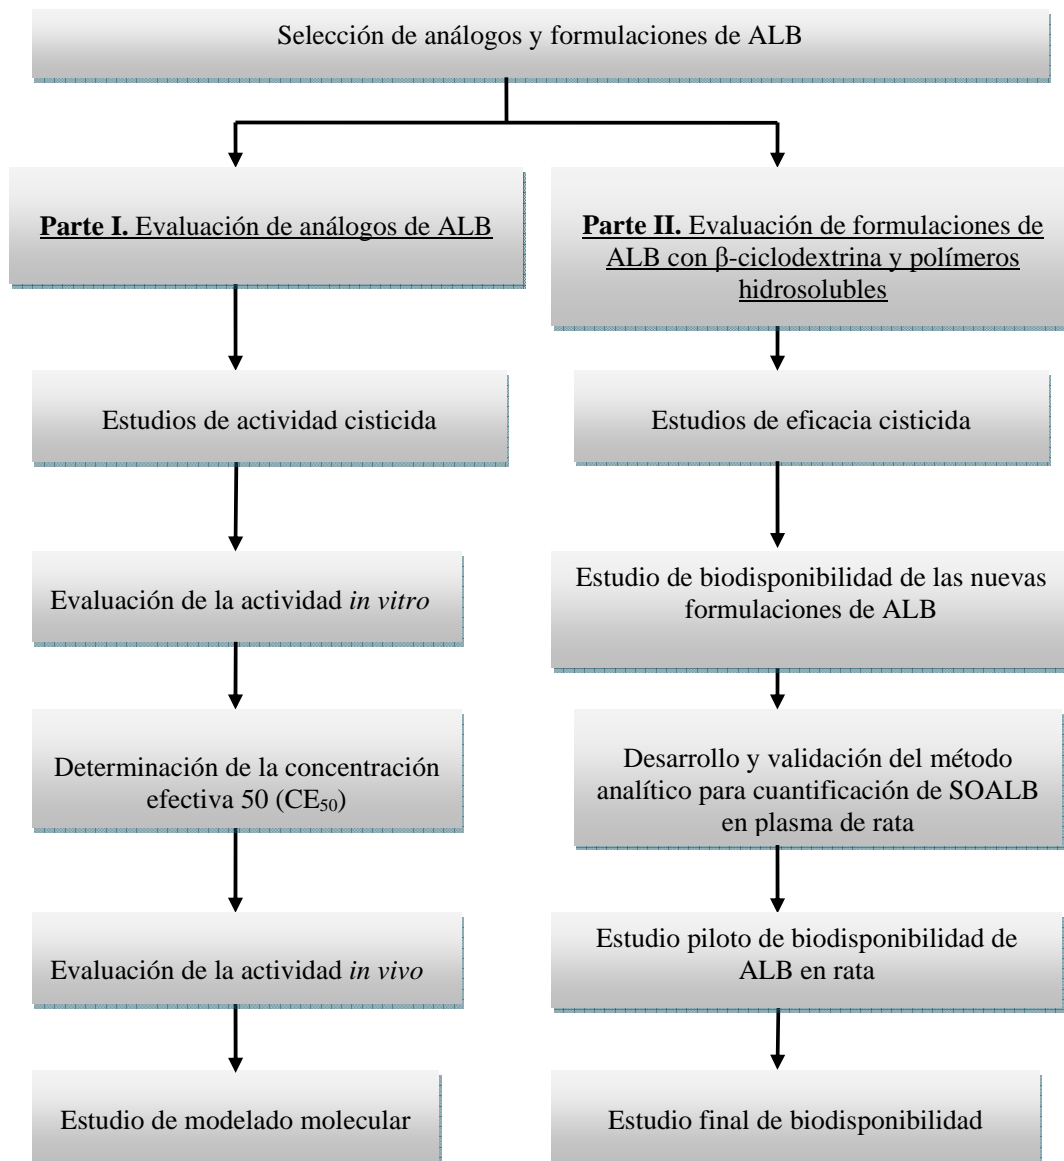 Selección de análogos y formulaciones de ALB
Parte I. Evaluación de análogos de ALB
Estudios de actividad cisticida
Evaluación de la actividad in vitro
Determinación de la concentración
efectiva 50 (CE₅₀)
Evaluación de la actividad in vivo
Estudio de modelado molecular
Parte II. Evaluación de formulaciones de
ALB con β-ciclodextrina y polímeros
hidrosolubles
Estudios de eficacia cisticida
Estudio de biodisponibilidad de las nuevas
formulaciones de ALB
Desarrollo y validación del método
analítico para cuantificación de SOALB
en plasma de rata
Estudio piloto de biodisponibilidad de
ALB en rata
Estudio final de biodisponibilidad